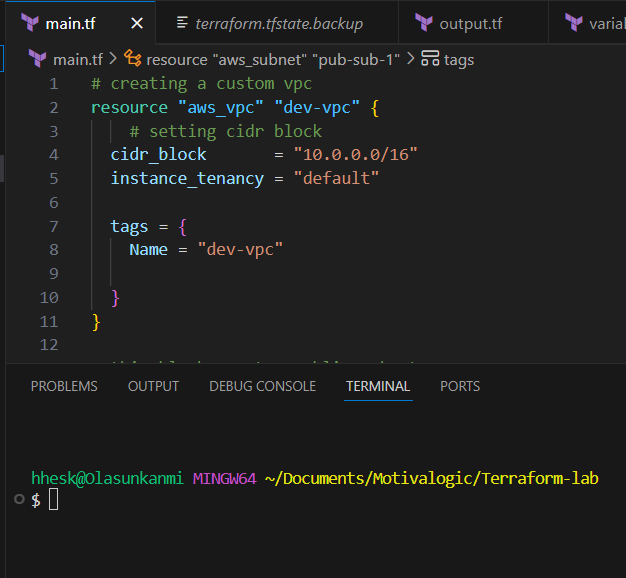 main.tf terraform.tfstate.backup output.tf
main.tf > resource "aws_subnet" "pub-sub-1" > tags
1 # creating a custom vpc
2 resource "aws_vpc" "dev-vpc" {
3 # setting cidr block
4 cidr_block = "10.0.0.0/16"
5 instance_tenancy = "default"
6
7 tags = {
8 Name = "dev-vpc"
9
10 }
11 }
12
PROBLEMS OUTPUT DEBUG CONSOLE TERMINAL PORTS
hhesk@Olasunkanmi MINGW64 ~/Documents/Motivalogic/Terraform-lab
$